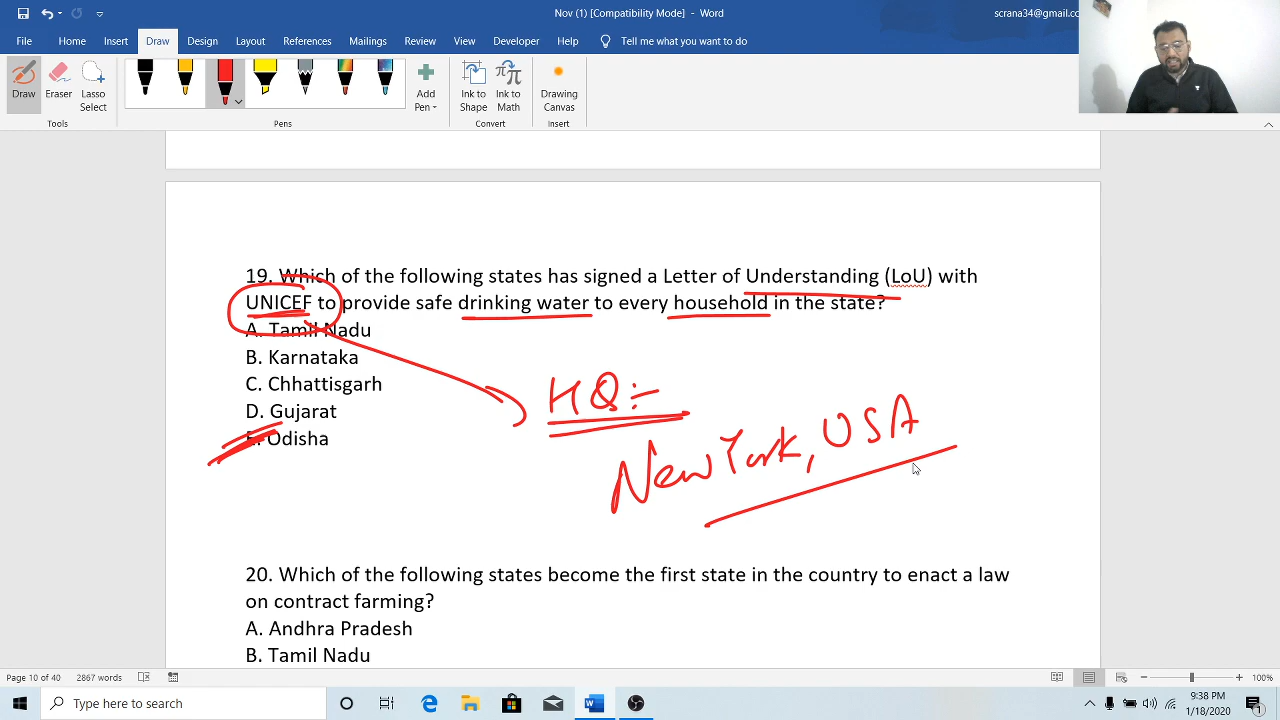 Nov (1) [Compatibility Mode] - Word
scrana34@gmail.co
File Home Insert Draw Design Layout References Mailings Review View Developer Help Tell me what you want to do
Draw Eraser Lasso Select Add Pen Ink to Shape Ink to Math Drawing Canvas
Tools Pens Convert Insert
19. Which of the following states has signed a Letter of Understanding (LoU) with
UNICEF to provide safe drinking water to every household in the state?
A. Tamil Nadu
B. Karnataka
C. Chhattisgarh
D. Gujarat
E. Odisha
HQ:-
New York, USA
20. Which of the following states become the first state in the country to enact a law
on contract farming?
A. Andhra Pradesh
B. Tamil Nadu
Page 10 of 40 2867 words 100%
Type here to search
9:38 PM
1/18/2020